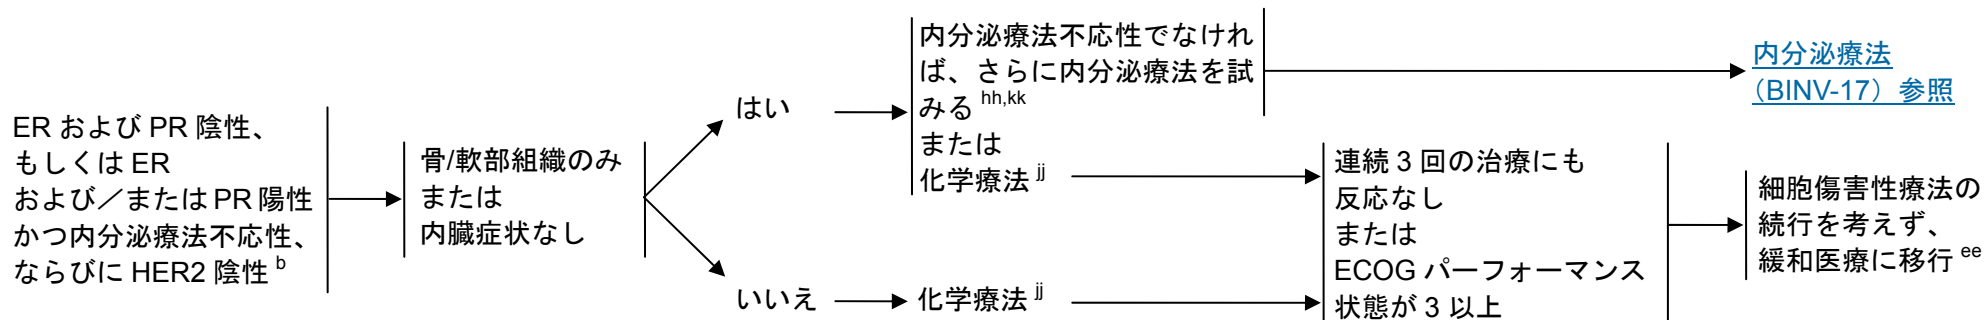 ER および PR 陰性、
もしくは ER
および／または PR 陽性
かつ内分泌療法不応性、
ならびに HER2 陰性 b
骨/軟部組織のみ
または
内臓症状なし
はい
いいえ
内分泌療法不応性でなけれ
ば、さらに内分泌療法を試
みる hh,kk
または
化学療法 jj
化学療法 jj
内分泌療法
（BINV-17）参照
連続 3 回の治療にも
反応なし
または
ECOG パーフォーマンス
状態が 3 以上
細胞傷害性療法の
続行を考えず、
緩和医療に移行 ee